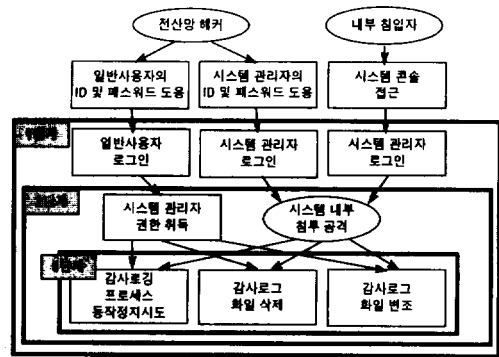 전산망 해커
내부 침입자
일반사용자의
ID 및 패스워드 도용
시스템 관리자의
ID 및 패스워드 도용
시스템 콘솔
접근
일반사용자
로그인
시스템 관리자
로그인
시스템 관리자
로그인
시스템 관리자
권한 취득
시스템 내부
침투 공격
감사로깅
프로세스
동작정지시도
감사로그
화일 삭제
감사로그
화일 변조